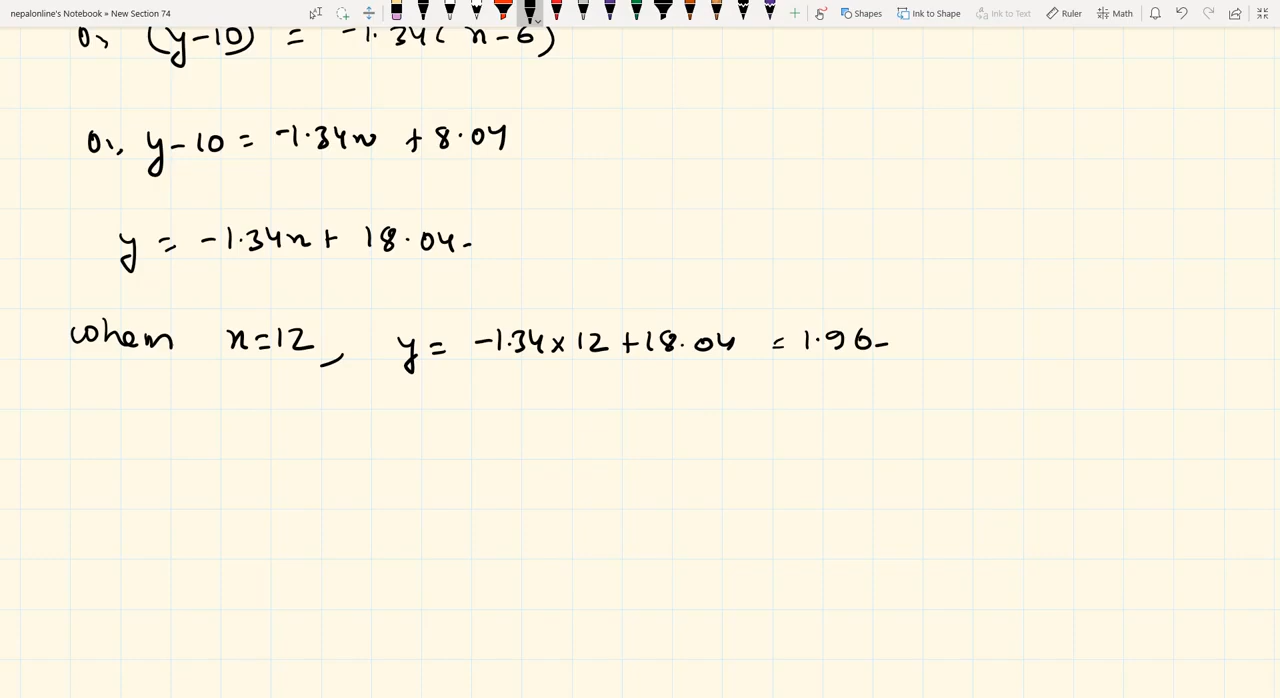 nepalonline's Notebook » New Section 74
Shapes Ink to Shape Ink to Text Ruler Math
Or, (y-10) = -1.34(x-6)
Or, y-10 = -1.34x + 8.04
y = -1.34x + 18.04
When x=12, y = -1.34×12+18.04 = 1.96